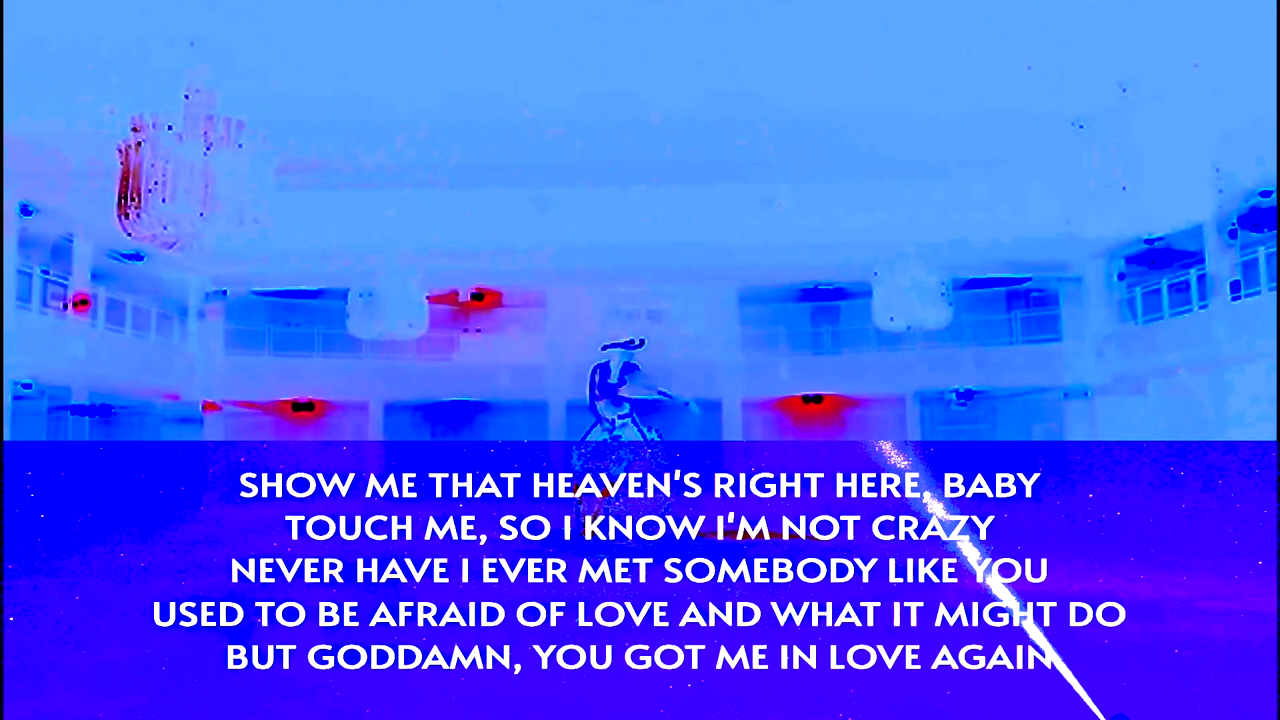 SHOW ME THAT HEAVEN'S RIGHT HERE, BABY
TOUCH ME, SO I KNOW I'M NOT CRAZY
NEVER HAVE I EVER MET SOMEBODY LIKE YOU
USED TO BE AFRAID OF LOVE AND WHAT IT MIGHT DO
BUT GODDAMN, YOU GOT ME IN LOVE AGAIN